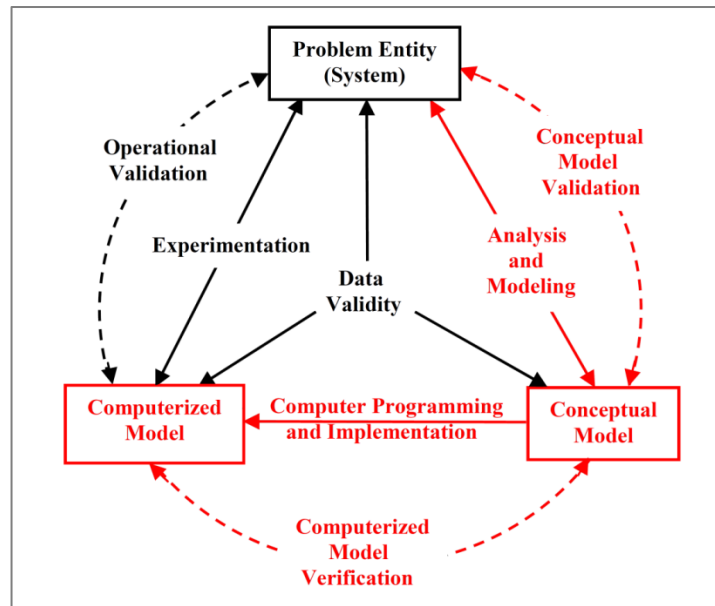 Problem Entity
(System)
Operational
Validation
Conceptual
Model
Validation
Experimentation
Analysis
and
Modeling
Data
Validity
Computerized
Model
Computer Programming
and Implementation
Conceptual
Model
Computerized
Model
Verification